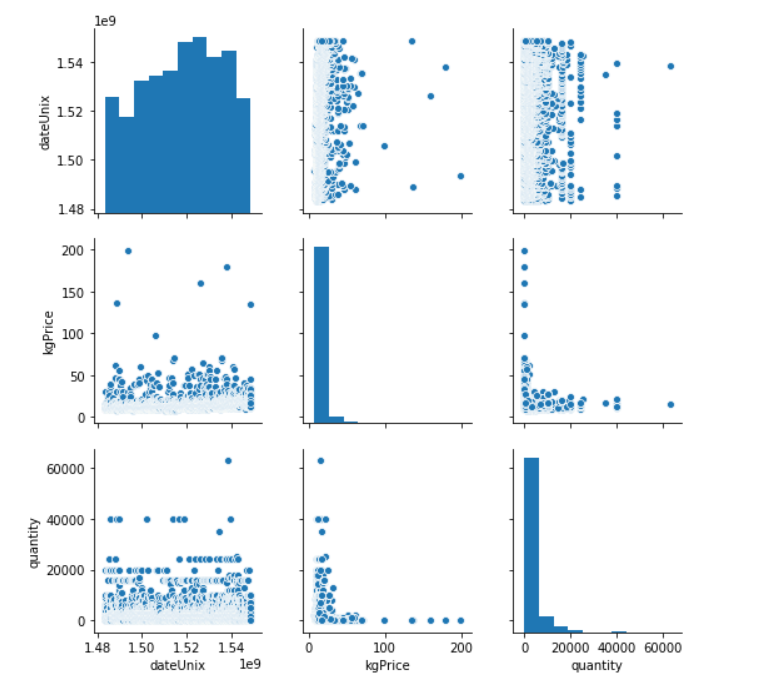 1e9
dateUnix
1.54
1.52
1.50
1.48
kgPrice
200
150
100
50
0
quantity
60000
40000
20000
0
1.48 1.50 1.52 1.54 0 100 200 0 20000 40000 60000
dateUnix 1e9 kgPrice quantity